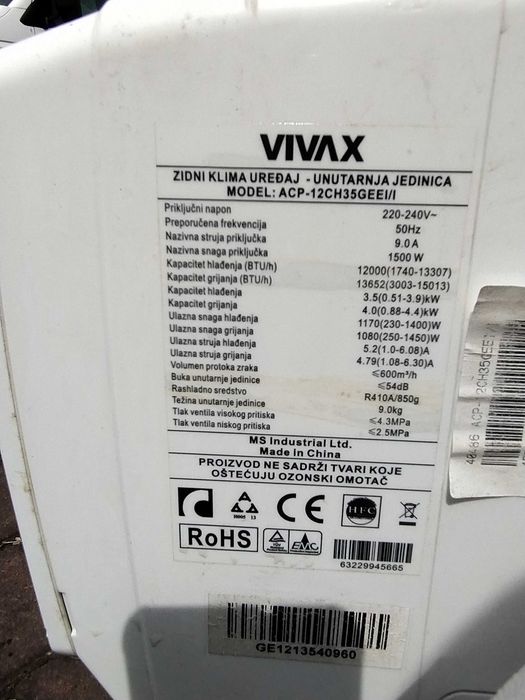 VIVAX
ZIDNI KLIMA UREĐAJ - UNUTARNJA JEDINICA
MODEL: ACP-12CH35GEEI/I
Priključni napon 220-240V~
Preporučena frekvencija 50Hz
Nazivna struja priključka 9.0 A
Nazivna snaga priključka 1500 W
Kapacitet hlađenja (BTU/h) 12000(1740-13307)
Kapacitet grijanja (BTU/h) 13652(3003-15013)
Kapacitet hlađenja 3.5(0.51-3.9)kW
Kapacitet grijanja 4.0(0.88-4.4)kW
Ulazna snaga hlađenja 1170(230-1400)W
Ulazna snaga grijanja 1080(250-1450)W
Ulazna struja hlađenja 5.2(1.0-6.08)A
Ulazna struja grijanja 4.79(1.08-6.30)A
Volumen protoka zraka ≤600m³/h
Buka unutarnje jedinice ≤54dB
Rashladno sredstvo R410A/850g
Težina unutarnje jedinice 9.0kg
Tlak ventila visokog pritiska ≤4.3MPa
Tlak ventila niskog pritiska ≤2.5MPa
MS Industrial Ltd.
Made in China
PROIZVOD NE SADRŽI TVARI KOJE
OŠTEĆUJU OZONSKI OMOTAČ
CE
HFC
RoHS
EMC
63229945665
GE1213540960